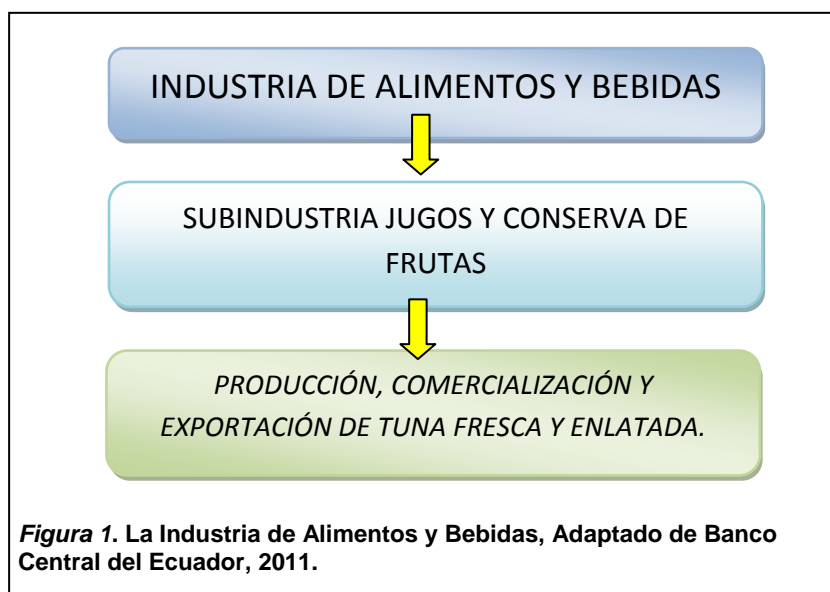 INDUSTRIA DE ALIMENTOS Y BEBIDAS
SUBINDUSTRIA JUGOS Y CONSERVA DE
FRUTAS
PRODUCCIÓN, COMERCIALIZACIÓN Y
EXPORTACIÓN DE TUNA FRESCA Y ENLATADA.
Figura 1. La Industria de Alimentos y Bebidas, Adaptado de Banco
Central del Ecuador, 2011.